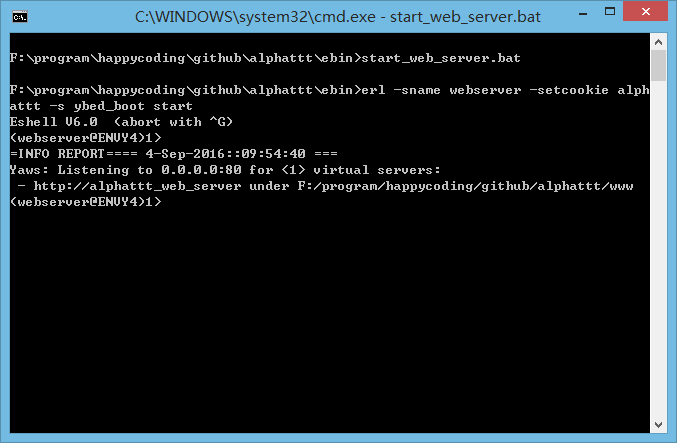 C:\WINDOWS\system32\cmd.exe - start_web_server.bat
F:\program\happycoding\github\alphattt\ebin>start_web_server.bat
F:\program\happycoding\github\alphattt\ebin>erl -sname webserver -setcookie alph
attt -s ybed_boot start
Eshell V6.0  (abort with ^G)
(webserver@ENVY4)1>
=INFO REPORT==== 4-Sep-2016::09:54:40 ===
Yaws: Listening to 0.0.0.0:80 for <1> virtual servers:
 - http://alphattt_web_server under F:/program/happycoding/github/alphattt/www
(webserver@ENVY4)1>